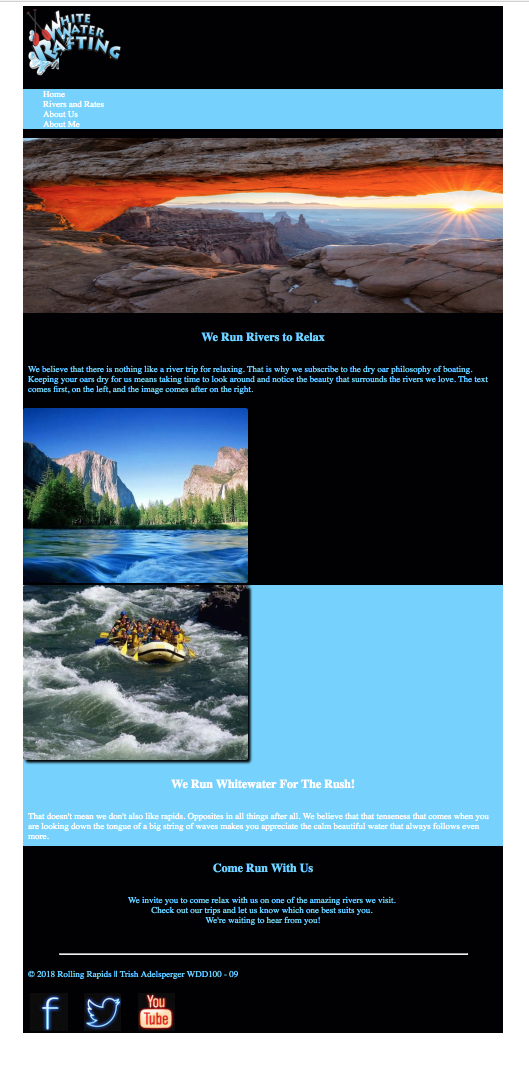 White
Water
Rafting
Home
Rivers and Rates
About Us
About Me
We Run Rivers to Relax
We believe that there is nothing like a river trip for relaxing. That is why we subscribe to the dry oar philosophy of boating.
Keeping your oars dry for us means taking time to look around and notice the beauty that surrounds the rivers we love. The text
comes first, on the left, and the image comes after on the right.
We Run Whitewater For The Rush!
That doesn't mean we don't also like rapids. Opposites in all things after all. We believe that that tenseness that comes when you
are looking down the tongue of a big string of waves makes you appreciate the calm beautiful water that always follows even
more.
Come Run With Us
We invite you to come relax with us on one of the amazing rivers we visit.
Check out our trips and let us know which one best suits you.
We're waiting to hear from you!
© 2018 Rolling Rapids || Trish Adelsperger WDD100 - 09
f
You
Tube